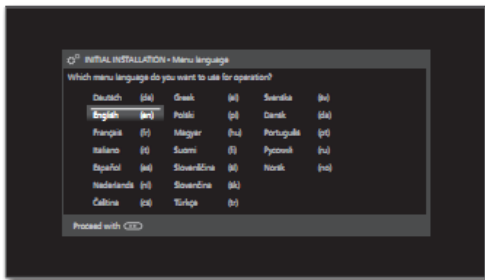 INITIAL INSTALLATION • Menu language
Which menu language do you want to use for operation?
Deutsch (de) Greek (el) Svenska (sv)
English (en) Polski (pl) Dansk (da)
Français (fr) Magyar (hu) Português (pt)
Italiano (it) Suomi (fi) Русский (ru)
Español (es) Slovenščina (sl) Norsk (no)
Nederlands (nl) Slovenčina (sk)
Čeština (cs) Türkçe (tr)
Proceed with OK